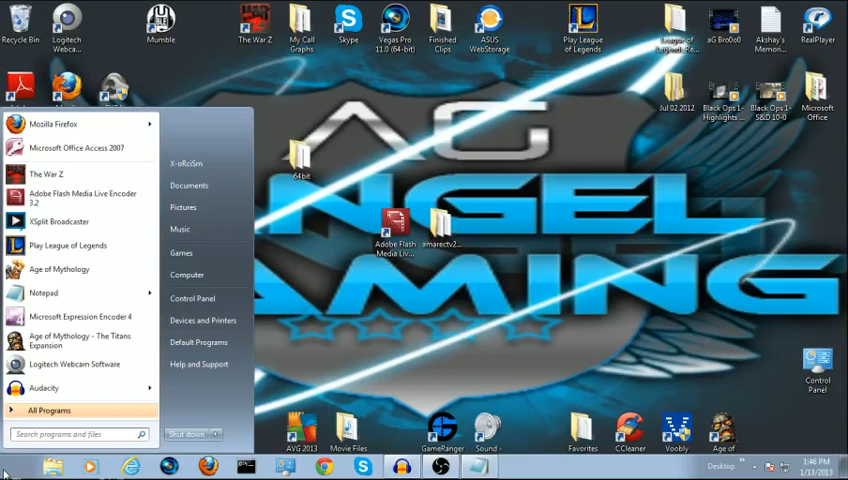 Recycle Bin
Logitech Webca...
Mumble
The War Z
My Call Graphs
Skype
Vegas Pro 11.0 (64-bit)
Finished Clips
ASUS WebStorage
Play League of Legends
League of Legends Re...
aG Bro0o0
Akshay's Memori...
RealPlayer
Jul 02 2012
Black Ops 1- Highlights ...
Black Ops 1- S&D 10-0
Microsoft Office
AG
ANGEL
GAMING
64bit
Adobe Flash Media Liv...
amarectv2...
Mozilla Firefox
Microsoft Office Access 2007
The War Z
Adobe Flash Media Live Encoder 3.2
XSplit Broadcaster
Play League of Legends
Age of Mythology
Notepad
Microsoft Expression Encoder 4
Age of Mythology - The Titans Expansion
Logitech Webcam Software
Audacity
All Programs
Search programs and files
X-oRciSm
Documents
Pictures
Music
Games
Computer
Control Panel
Devices and Printers
Default Programs
Help and Support
Shut down
Control Panel
AVG 2013
Movie Files
GameRanger
Sound -
Favorites
CCleaner
Voobly
Age of
Desktop
1:46 PM
1/13/2013